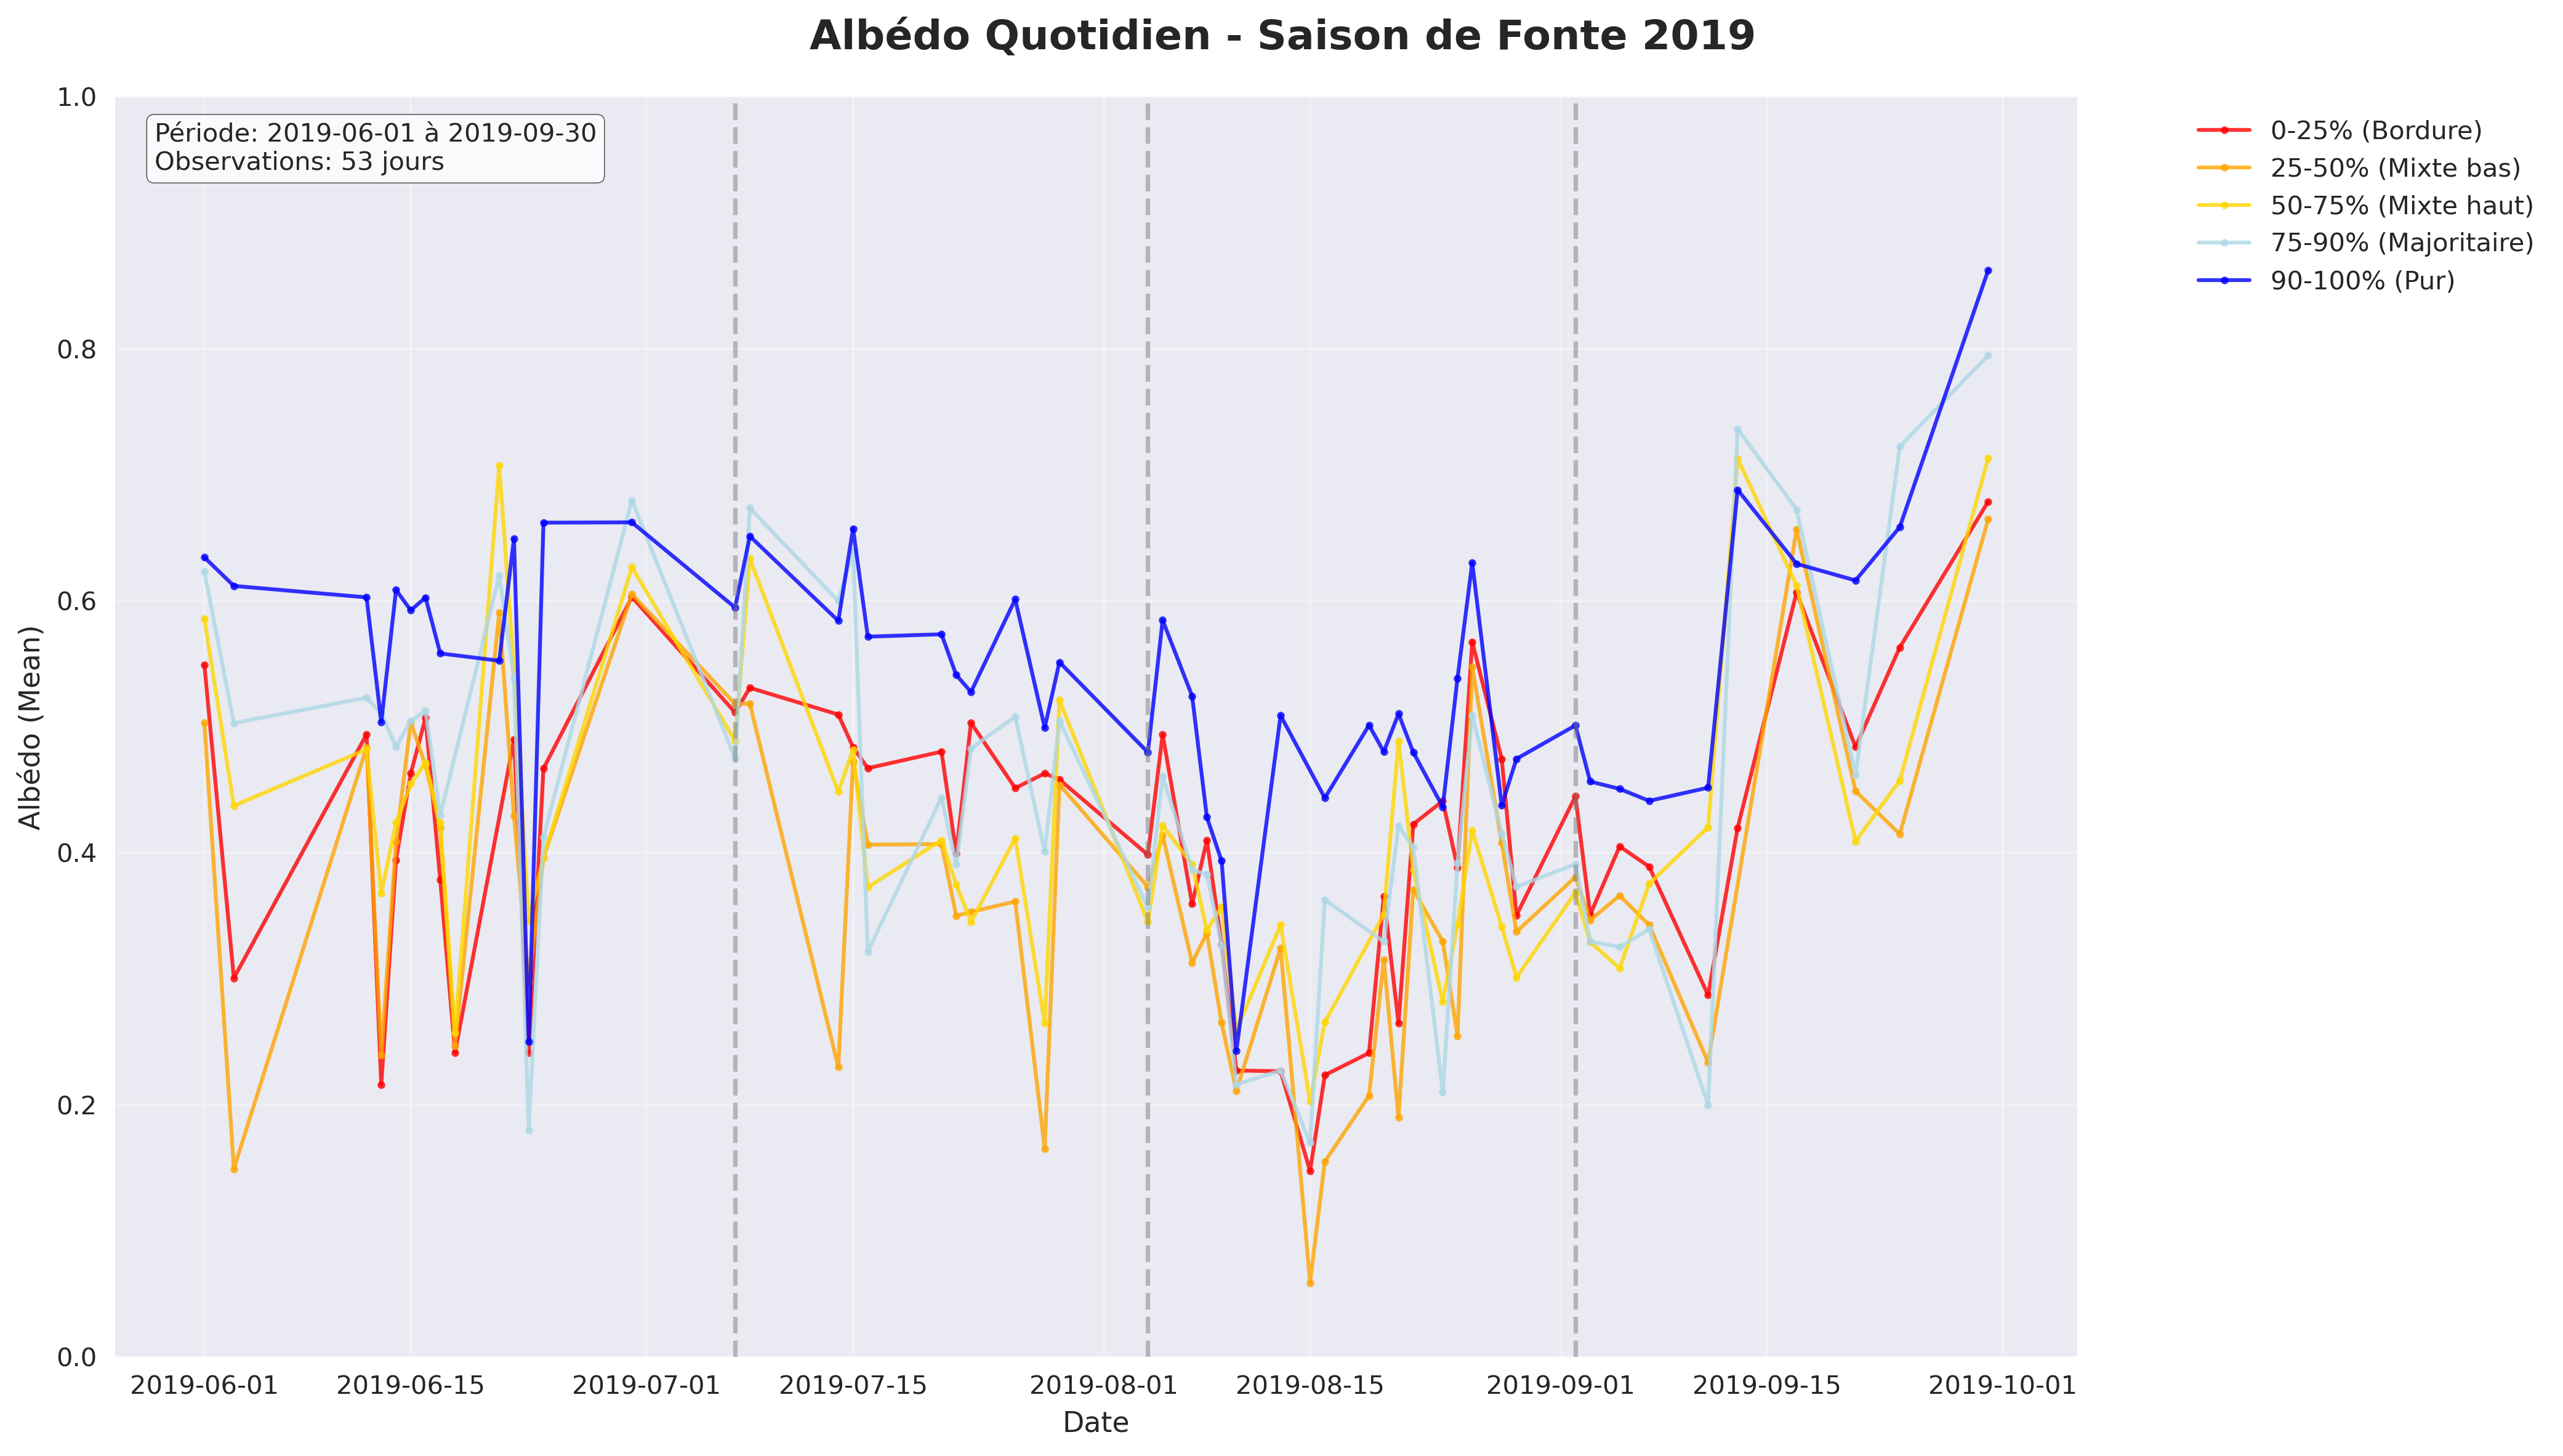 Albédo Quotidien - Saison de Fonte 2019
Période: 2019-06-01 à 2019-09-30
Observations: 53 jours
0-25% (Bordure)
25-50% (Mixte bas)
50-75% (Mixte haut)
75-90% (Majoritaire)
90-100% (Pur)
Albédo (Mean)
1.0
0.8
0.6
0.4
0.2
0.0
2019-06-01
2019-06-15
2019-07-01
2019-07-15
2019-08-01
2019-08-15
2019-09-01
2019-09-15
2019-10-01
Date